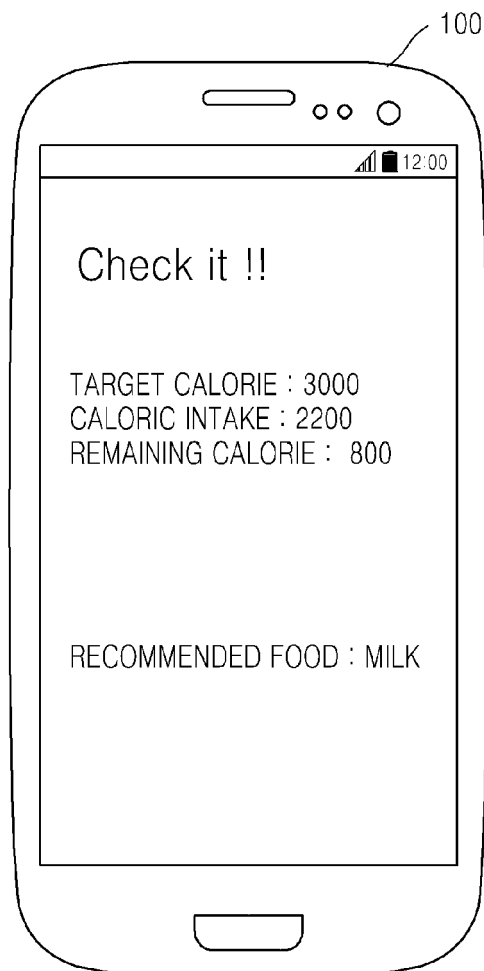 100
12:00
Check it !!
TARGET CALORIE : 3000
CALORIC INTAKE : 2200
REMAINING CALORIE : 800
RECOMMENDED FOOD : MILK